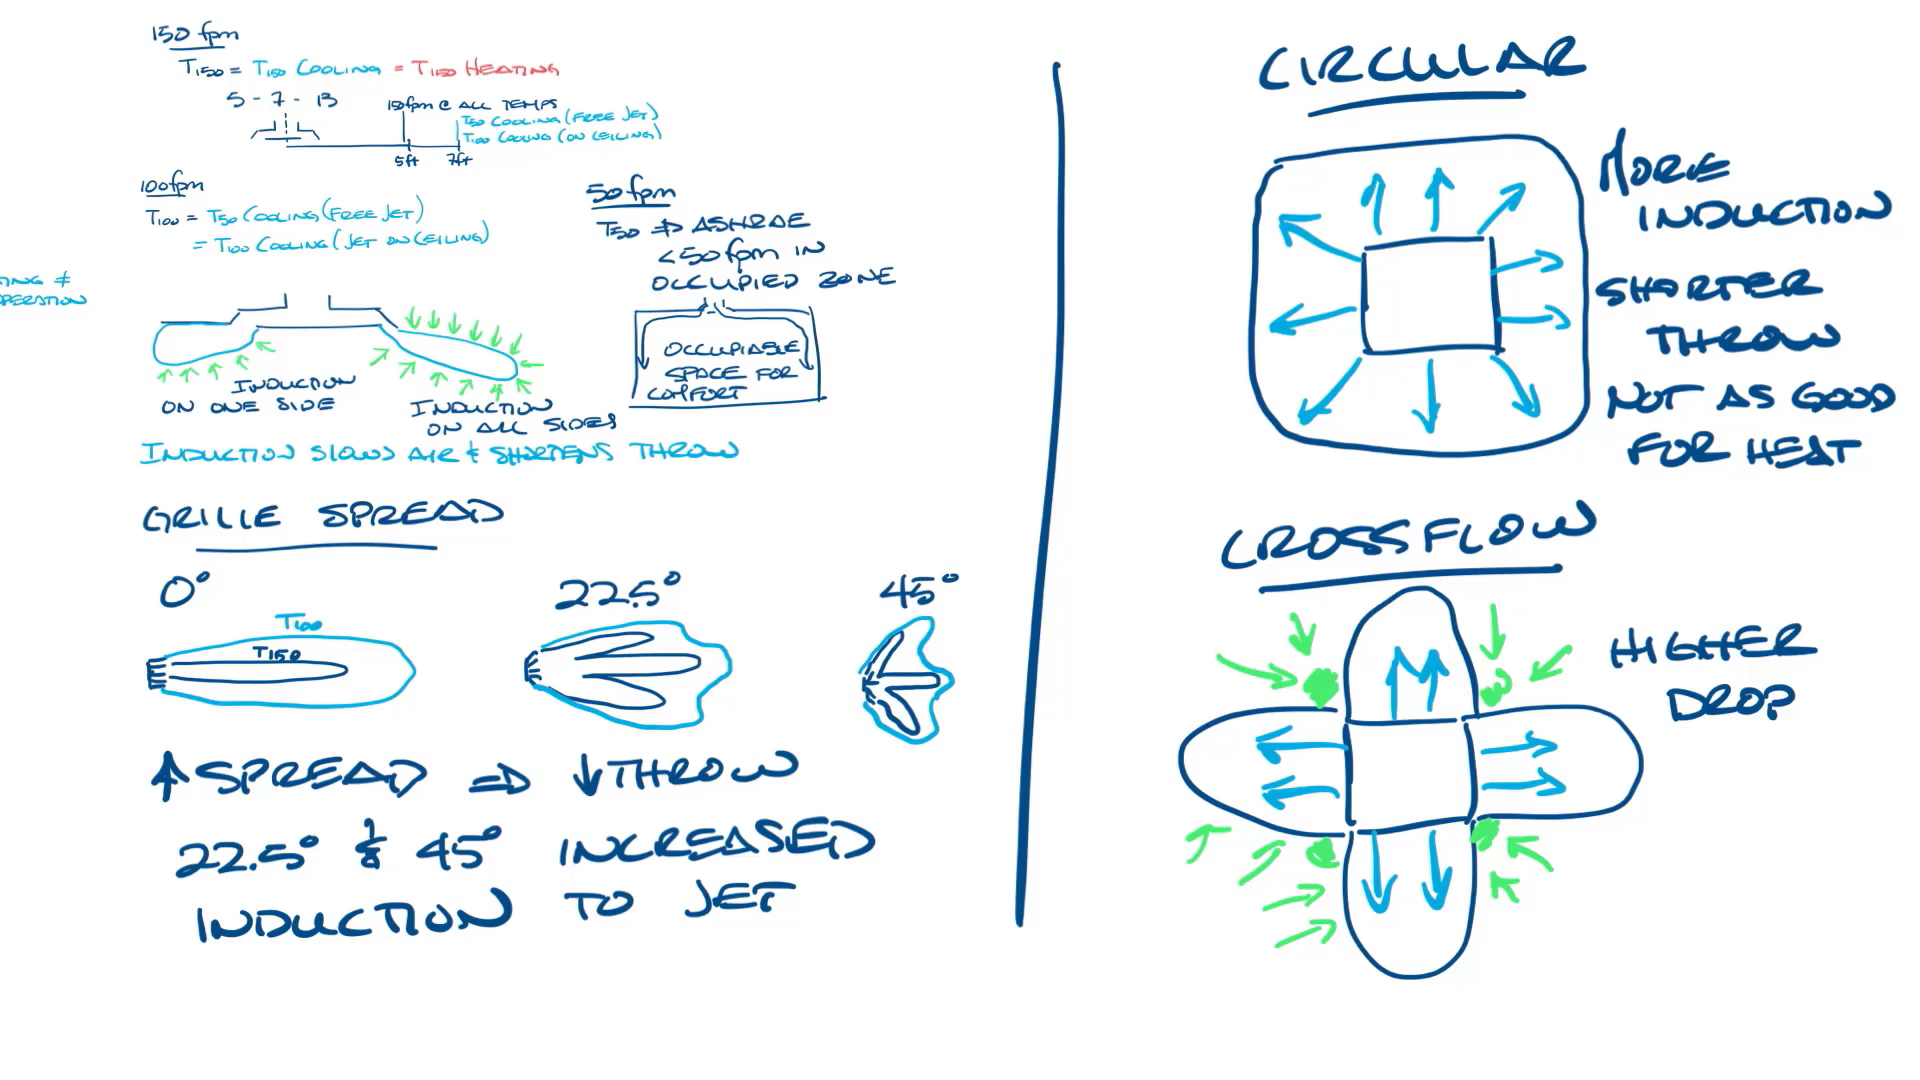 150 fpm
T150 = T150 COOLING = T150 HEATING
5 - 7 - 13
150fpm @ ALL TEMPS
T50 COOLING (FREE JET)
T100 COOLING (ON CEILING)
5ft 7ft
100fpm
T100 = T50 COOLING (FREE JET)
= T100 COOLING (JET ON CEILING)
50 fpm
T50 => ASHRAE
<50 fpm IN
OCCUPIED ZONE
TING ≠
OPERATION
INDUCTION
ON ONE SIDE
INDUCTION
ON ALL SIDES
OCCUPIABLE
SPACE FOR
COMFORT
INDUCTION SLOWS AIR & SHORTENS THROW
GRILLE SPREAD
0° 22.5° 45°
T100
T150
↑ SPREAD => ↓ THROW
22.5° & 45° INCREASED
INDUCTION TO JET
CIRCULAR
MORE
INDUCTION
SHORTER
THROW
NOT AS GOOD
FOR HEAT
CROSSFLOW
HIGHER
DROP